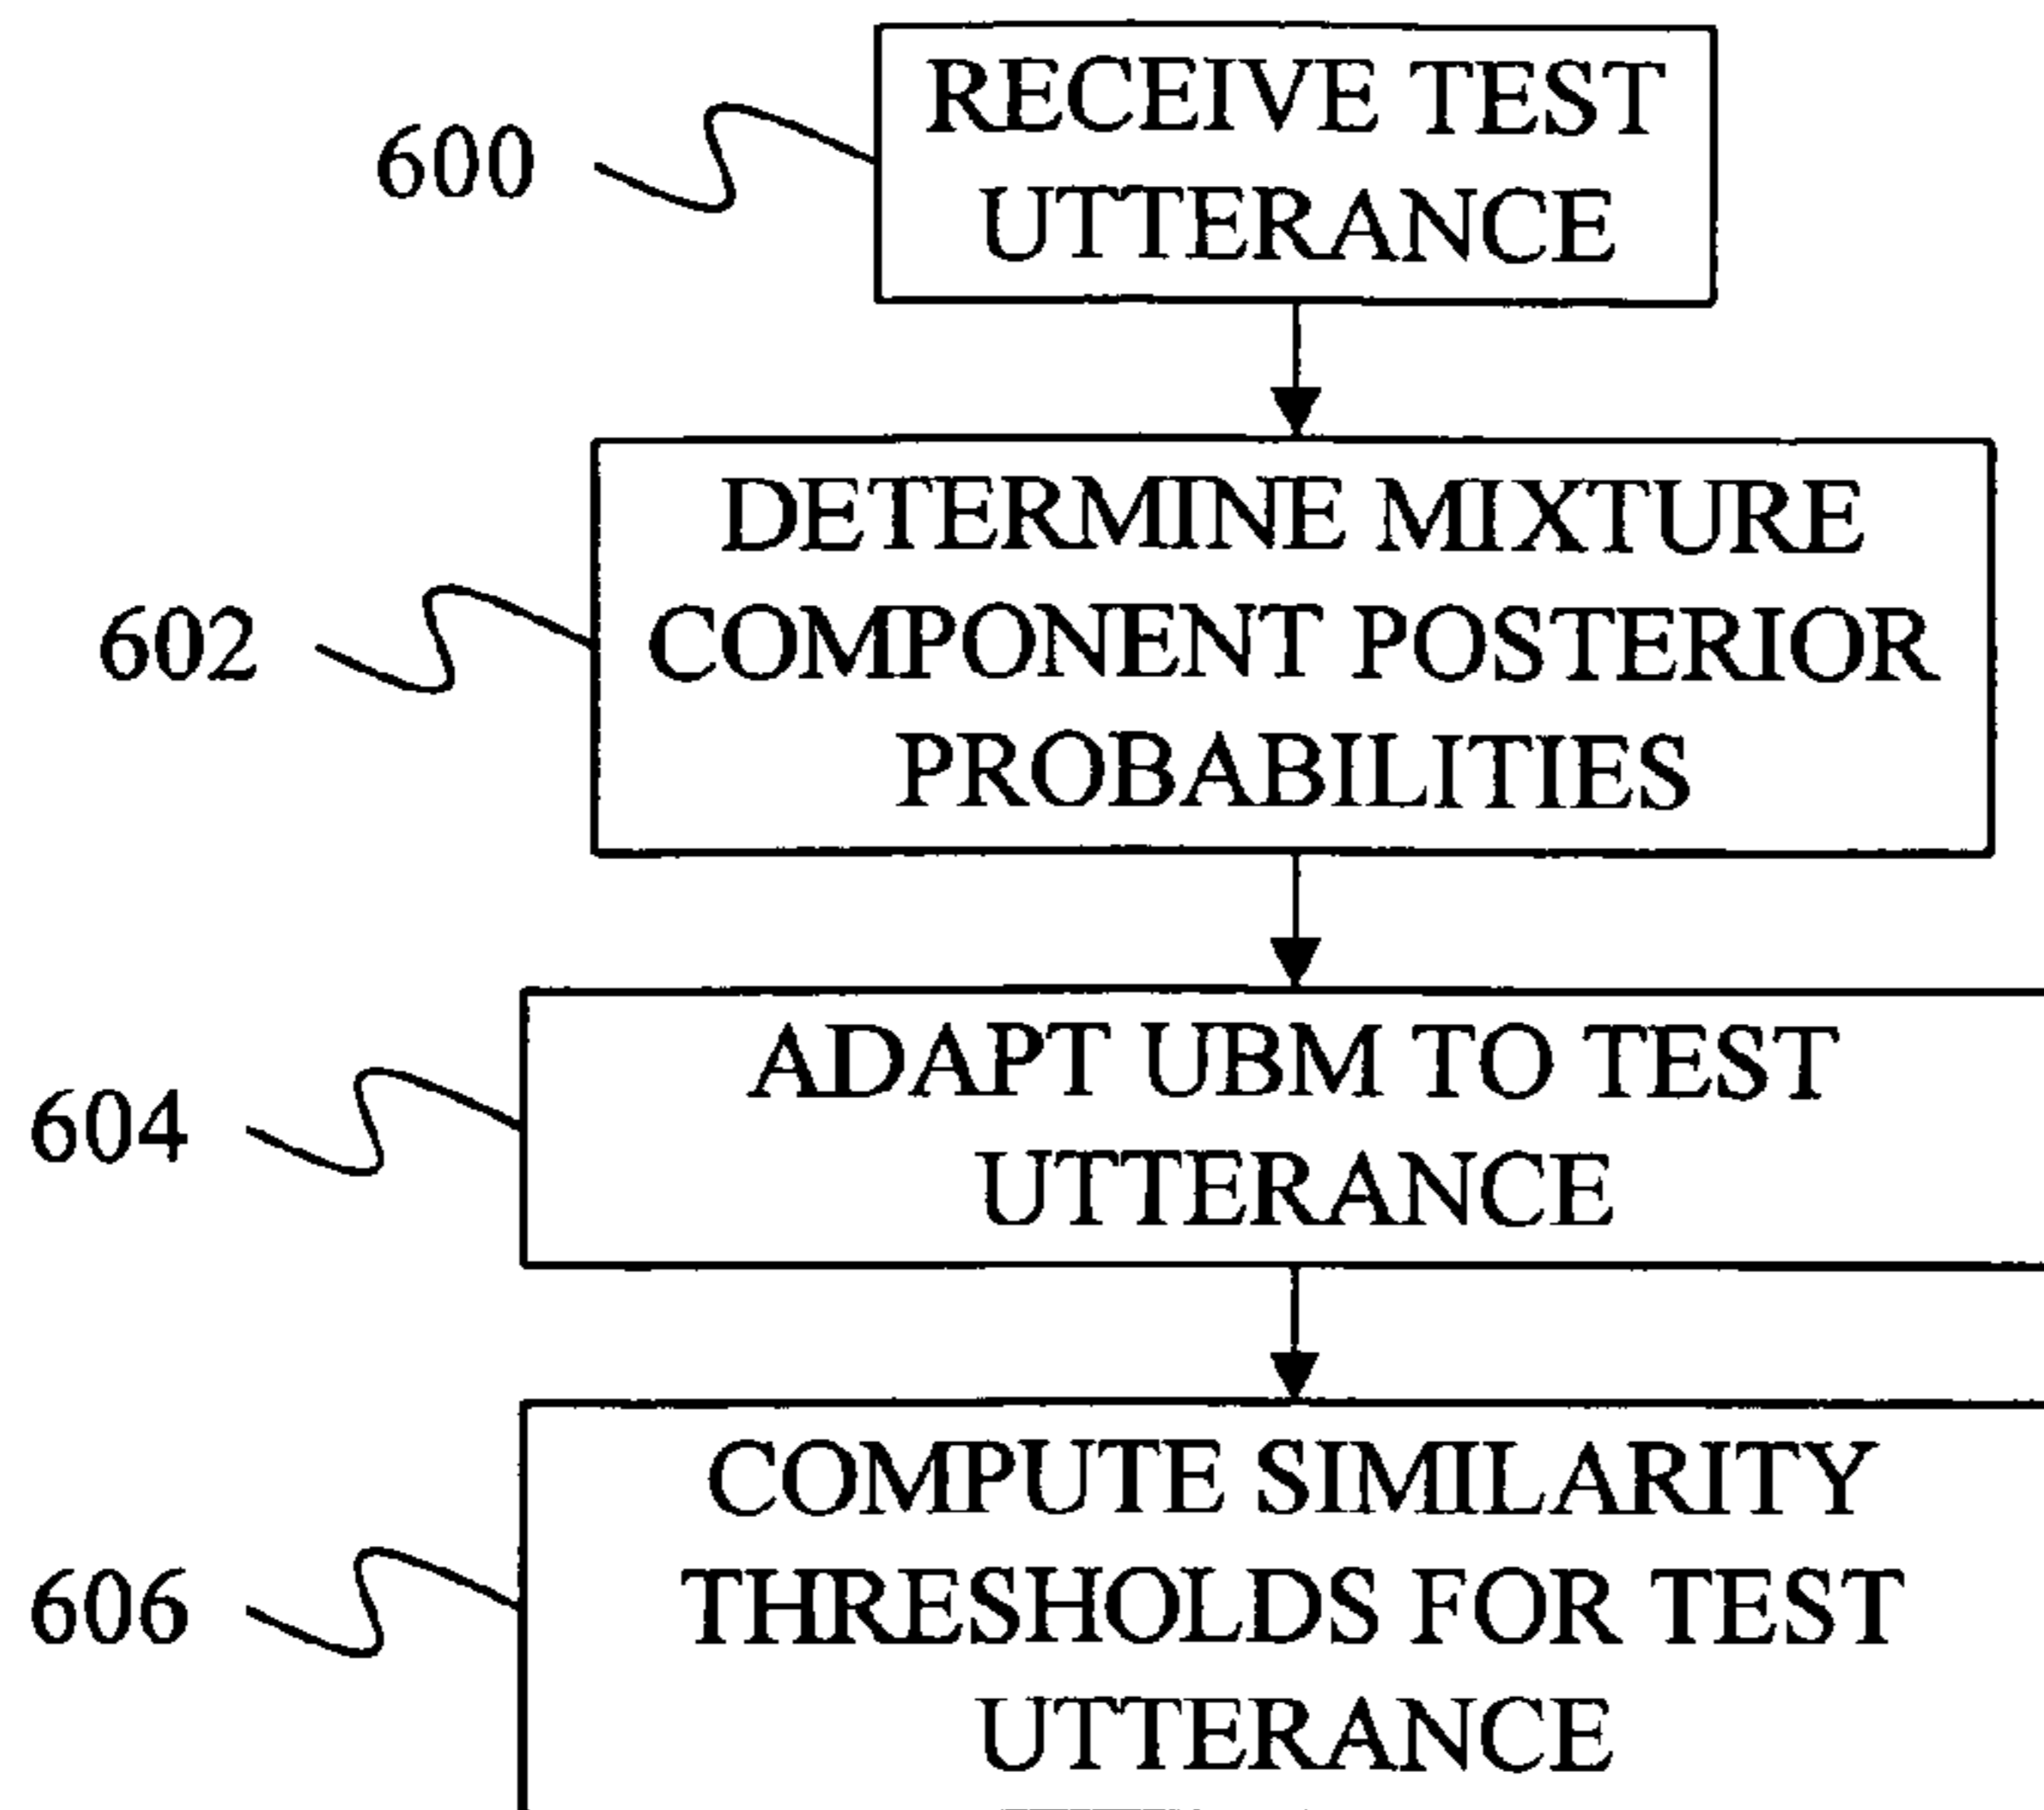 600
RECEIVE TEST
UTTERANCE
602
DETERMINE MIXTURE
COMPONENT POSTERIOR
PROBABILITIES
604
ADAPT UBM TO TEST
UTTERANCE
606
COMPUTE SIMILARITY
THRESHOLDS FOR TEST
UTTERANCE